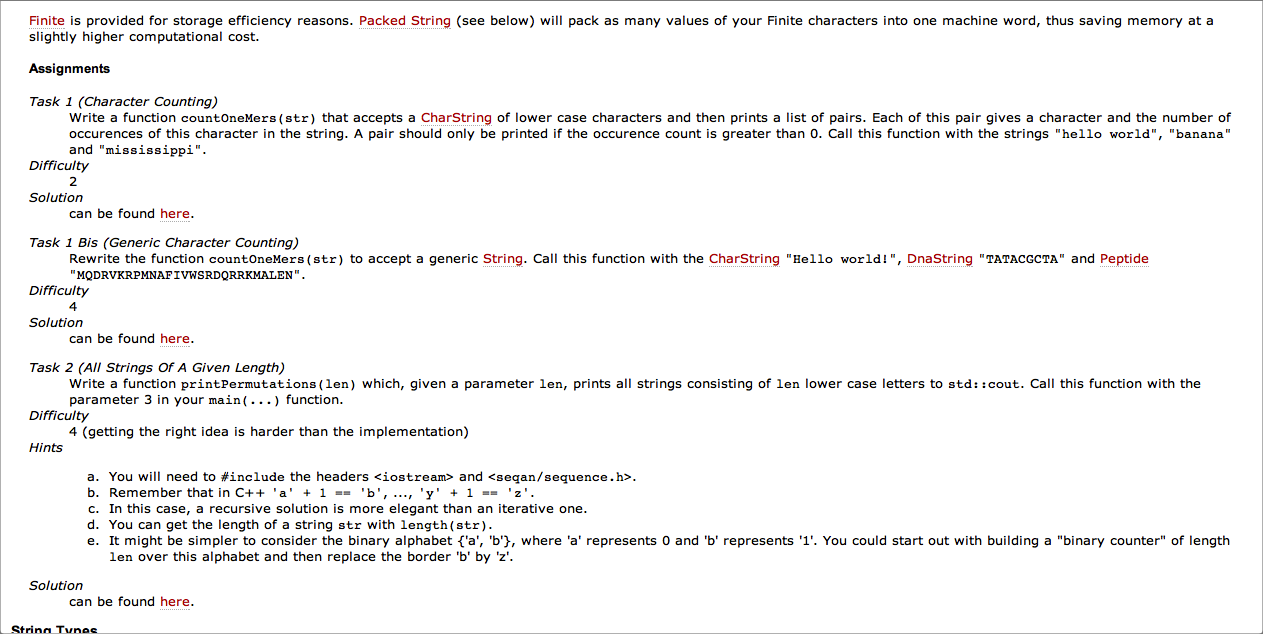 Finite is provided for storage efficiency reasons. Packed String (see below) will pack as many values of your Finite characters into one machine word, thus saving memory at a
slightly higher computational cost.
Assignments
Task 1 (Character Counting)
Write a function countOneMers(str) that accepts a CharString of lower case characters and then prints a list of pairs. Each of this pair gives a character and the number of
occurences of this character in the string. A pair should only be printed if the occurence count is greater than 0. Call this function with the strings "hello world", "banana"
and "mississippi".
Difficulty
2
Solution
can be found here.
Task 1 Bis (Generic Character Counting)
Rewrite the function countOneMers(str) to accept a generic String. Call this function with the CharString "Hello world!", DnaString "TATACGCTA" and Peptide
"MQDRVKRPMNAFIVWSRDQRRKMALEN".
Difficulty
4
Solution
can be found here.
Task 2 (All Strings Of A Given Length)
Write a function printPermutations(len) which, given a parameter len, prints all strings consisting of len lower case letters to std::cout. Call this function with the
parameter 3 in your main(...) function.
Difficulty
4 (getting the right idea is harder than the implementation)
Hints
a. You will need to #include the headers <iostream> and <seqan/sequence.h>.
b. Remember that in C++ 'a' + 1 == 'b', ..., 'y' + 1 == 'z'.
c. In this case, a recursive solution is more elegant than an iterative one.
d. You can get the length of a string str with length(str).
e. It might be simpler to consider the binary alphabet {'a', 'b'}, where 'a' represents 0 and 'b' represents '1'. You could start out with building a "binary counter" of length
len over this alphabet and then replace the border 'b' by 'z'.
Solution
can be found here.
String Types